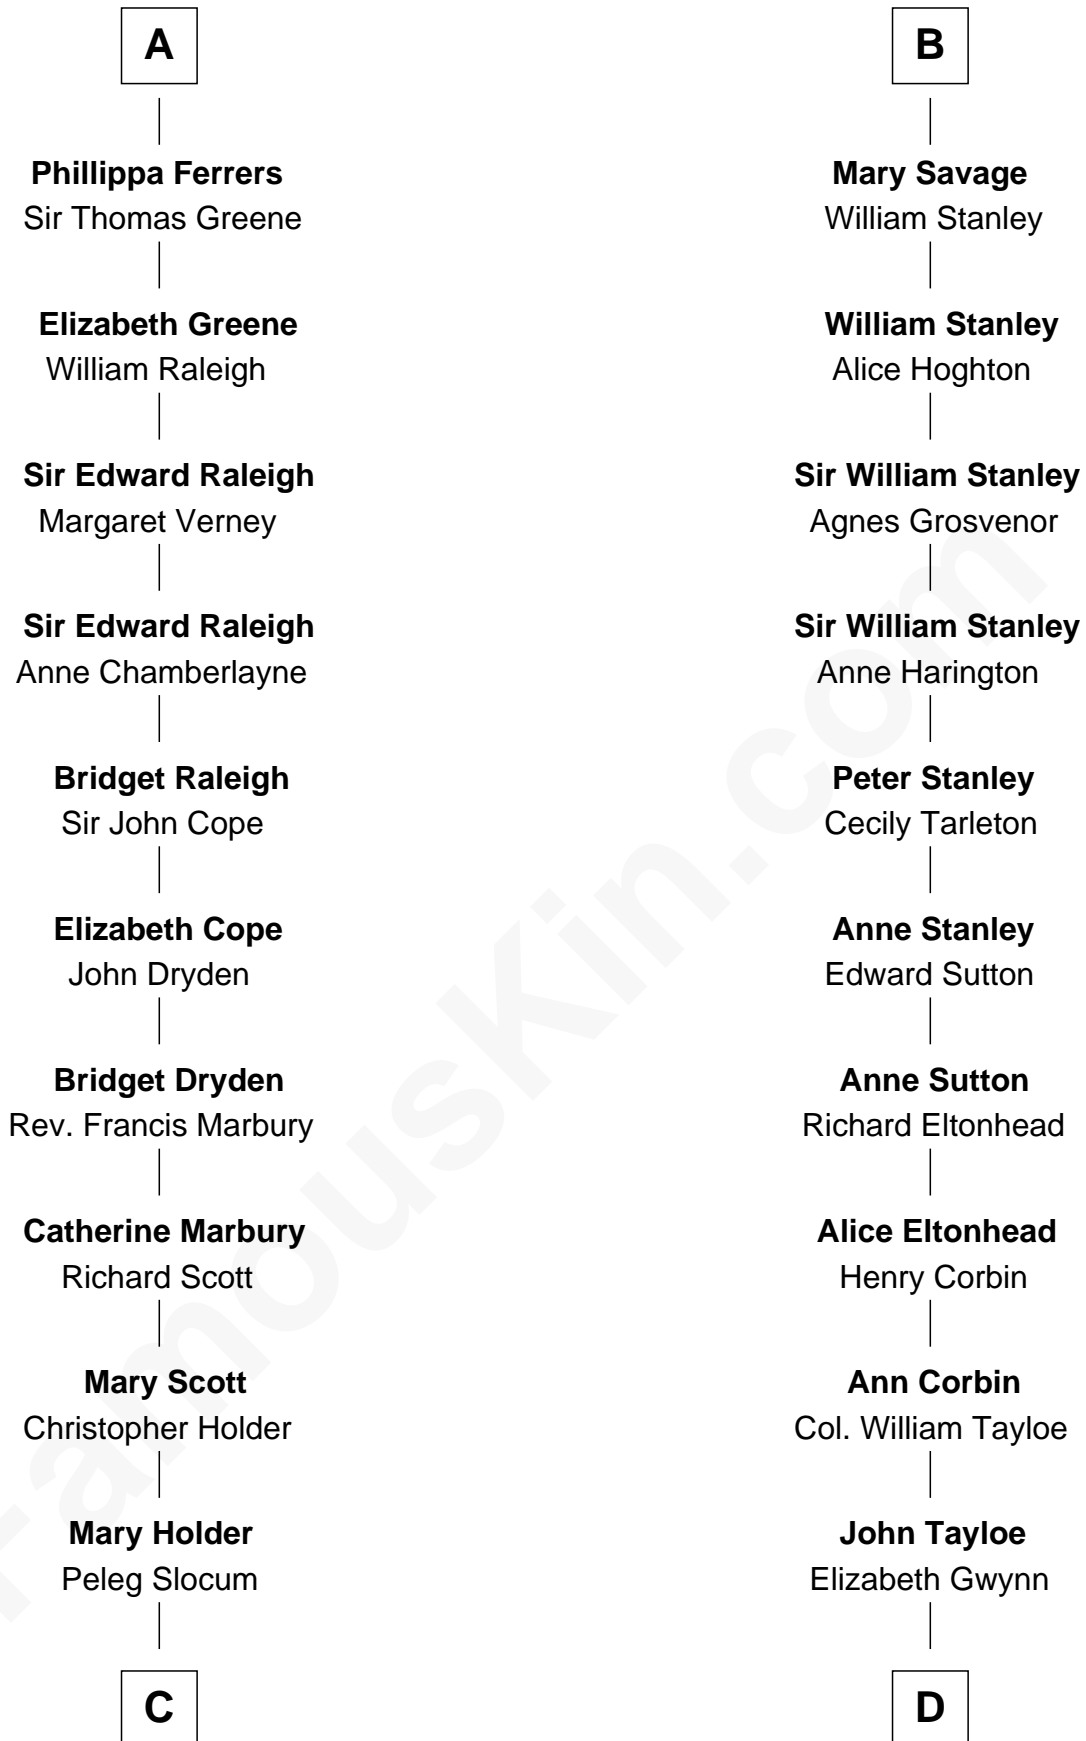 A
Phillippa Ferrers
Sir Thomas Greene
Elizabeth Greene
William Raleigh
Sir Edward Raleigh
Margaret Verney
Sir Edward Raleigh
Anne Chamberlayne
Bridget Raleigh
Sir John Cope
Elizabeth Cope
John Dryden
Bridget Dryden
Rev. Francis Marbury
Catherine Marbury
Richard Scott
Mary Scott
Christopher Holder
Mary Holder
Peleg Slocum
C
B
Mary Savage
William Stanley
William Stanley
Alice Hoghton
Sir William Stanley
Agnes Grosvenor
Sir William Stanley
Anne Harington
Peter Stanley
Cecily Tarleton
Anne Stanley
Edward Sutton
Anne Sutton
Richard Eltonhead
Alice Eltonhead
Henry Corbin
Ann Corbin
Col. William Tayloe
John Tayloe
Elizabeth Gwynn
D
FamousKin.com